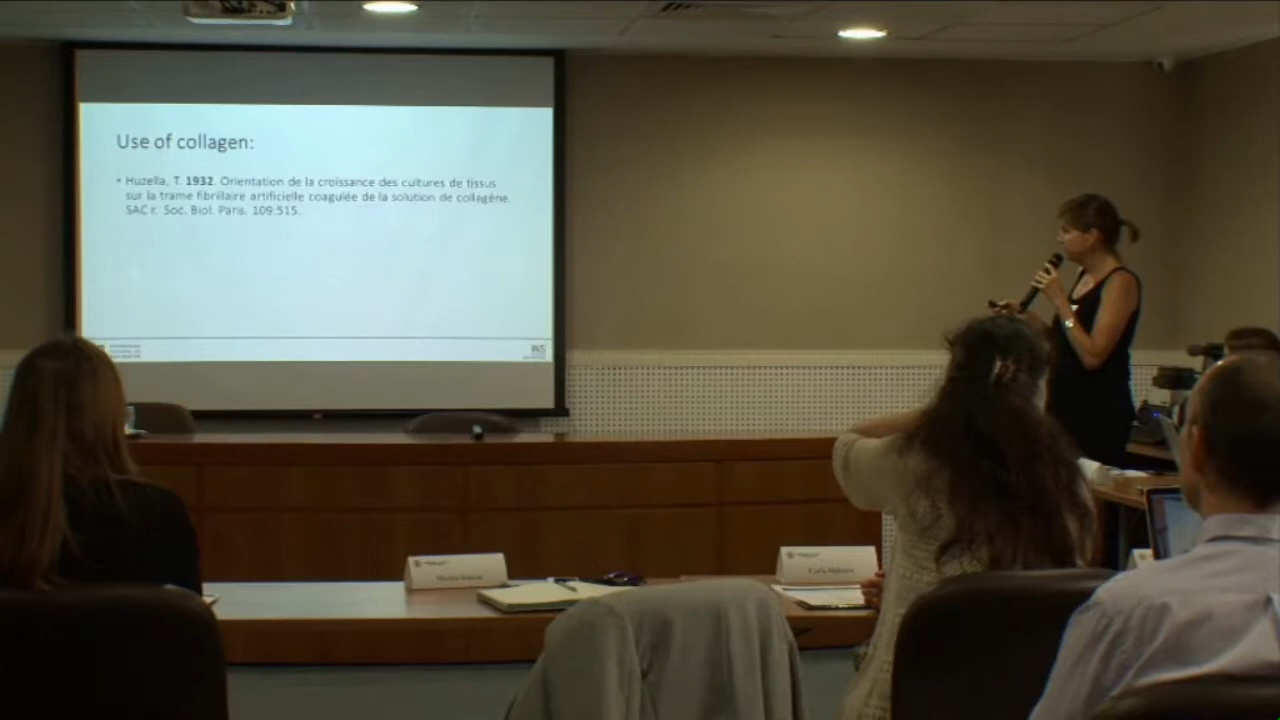 Use of collagen:
• Huzella, T. 1932. Orientation de la croissance des cultures de tissus
sur la trame fibrillaire artificielle coagulée de la solution de collagène.
SAC r. Soc. Biol. Paris. 109:515.